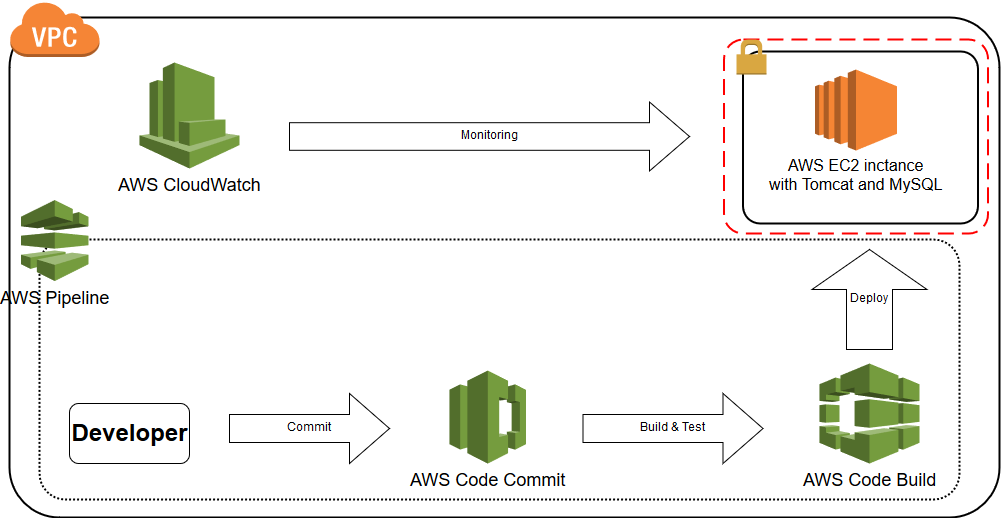 VPC
Monitoring
AWS CloudWatch
AWS EC2 inctance
with Tomcat and MySQL
AWS Pipeline
Deploy
Developer
Commit
Build & Test
AWS Code Commit
AWS Code Build